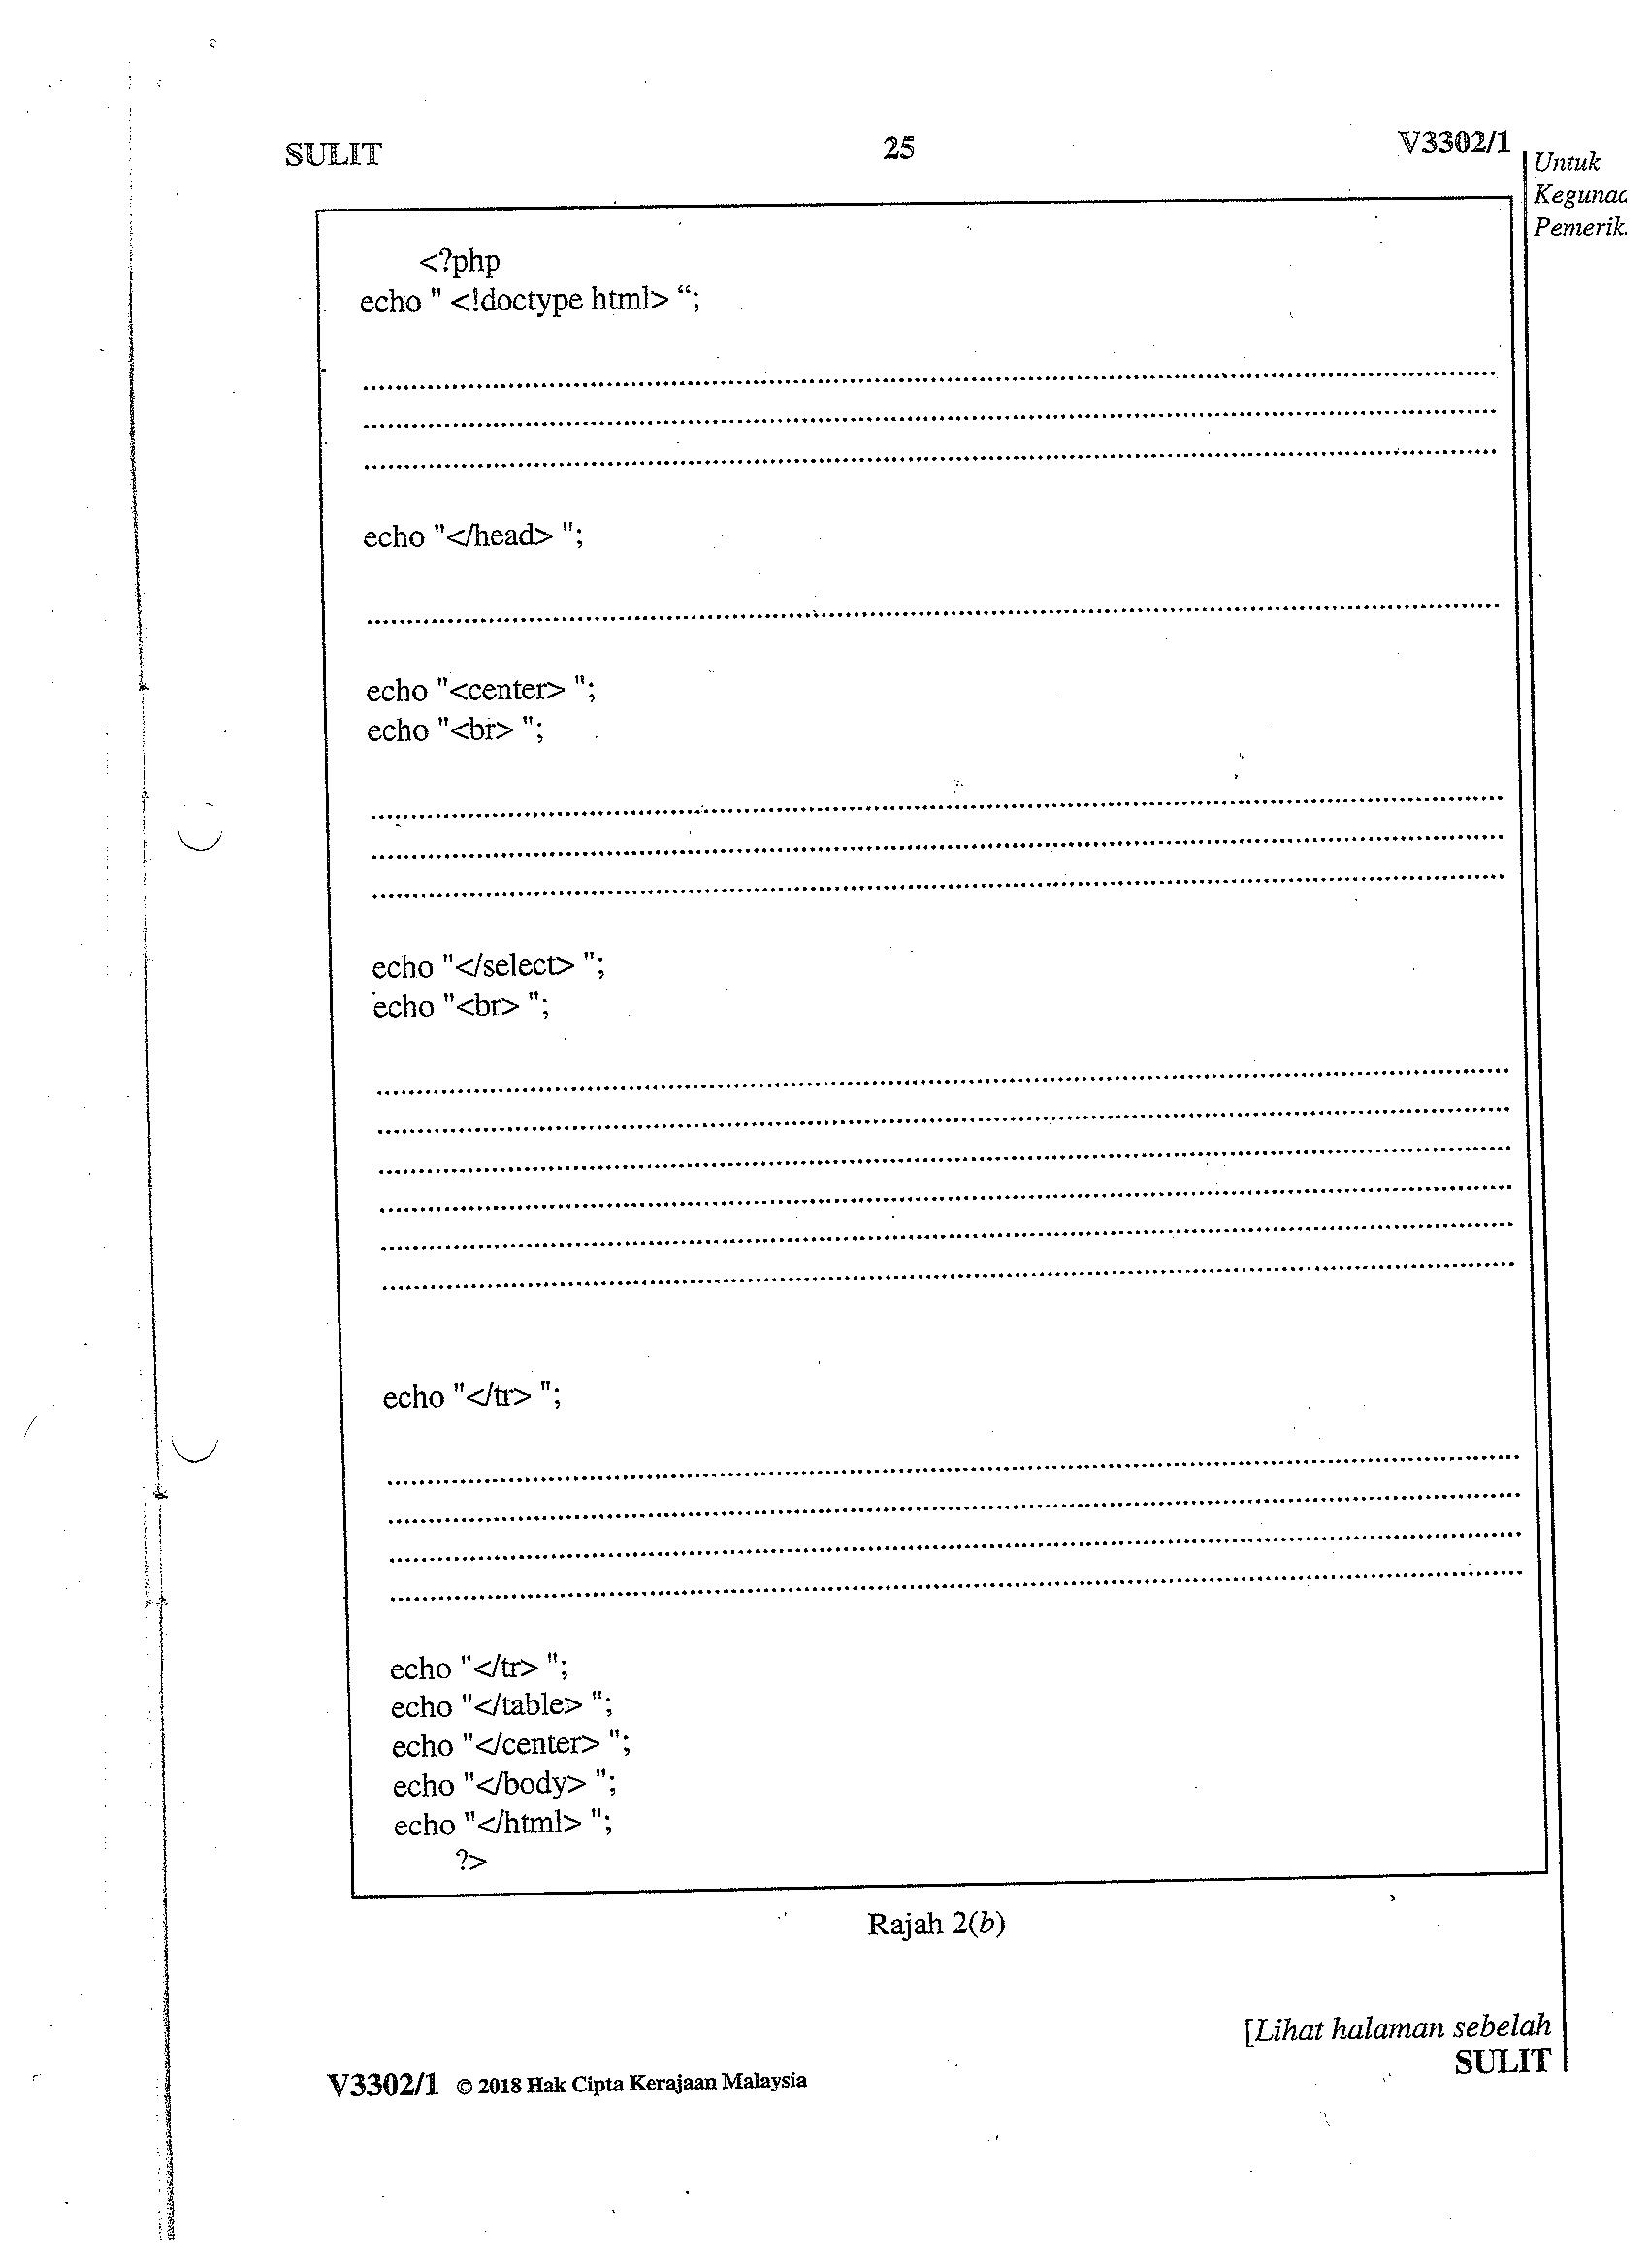 SULIT
25
V3302/1
Untuk
Kegunaa
Pemerik.
<?php
echo " <!doctype html> “;
................................................................
................................................................
................................................................
echo "</head> ";
................................................................
echo "<center> ";
echo "<br> ";
................................................................
................................................................
................................................................
echo "</select> ";
echo "<br> ";
................................................................
................................................................
................................................................
................................................................
................................................................
................................................................
echo "</tr> ";
................................................................
................................................................
................................................................
................................................................
echo "</tr> ";
echo "</table> ";
echo "</center> ";
echo "</body> ";
echo "</html> ";
?>
Rajah 2(b)
[Lihat halaman sebelah
SULIT
V3302/1 © 2018 Hak Cipta Kerajaan Malaysia